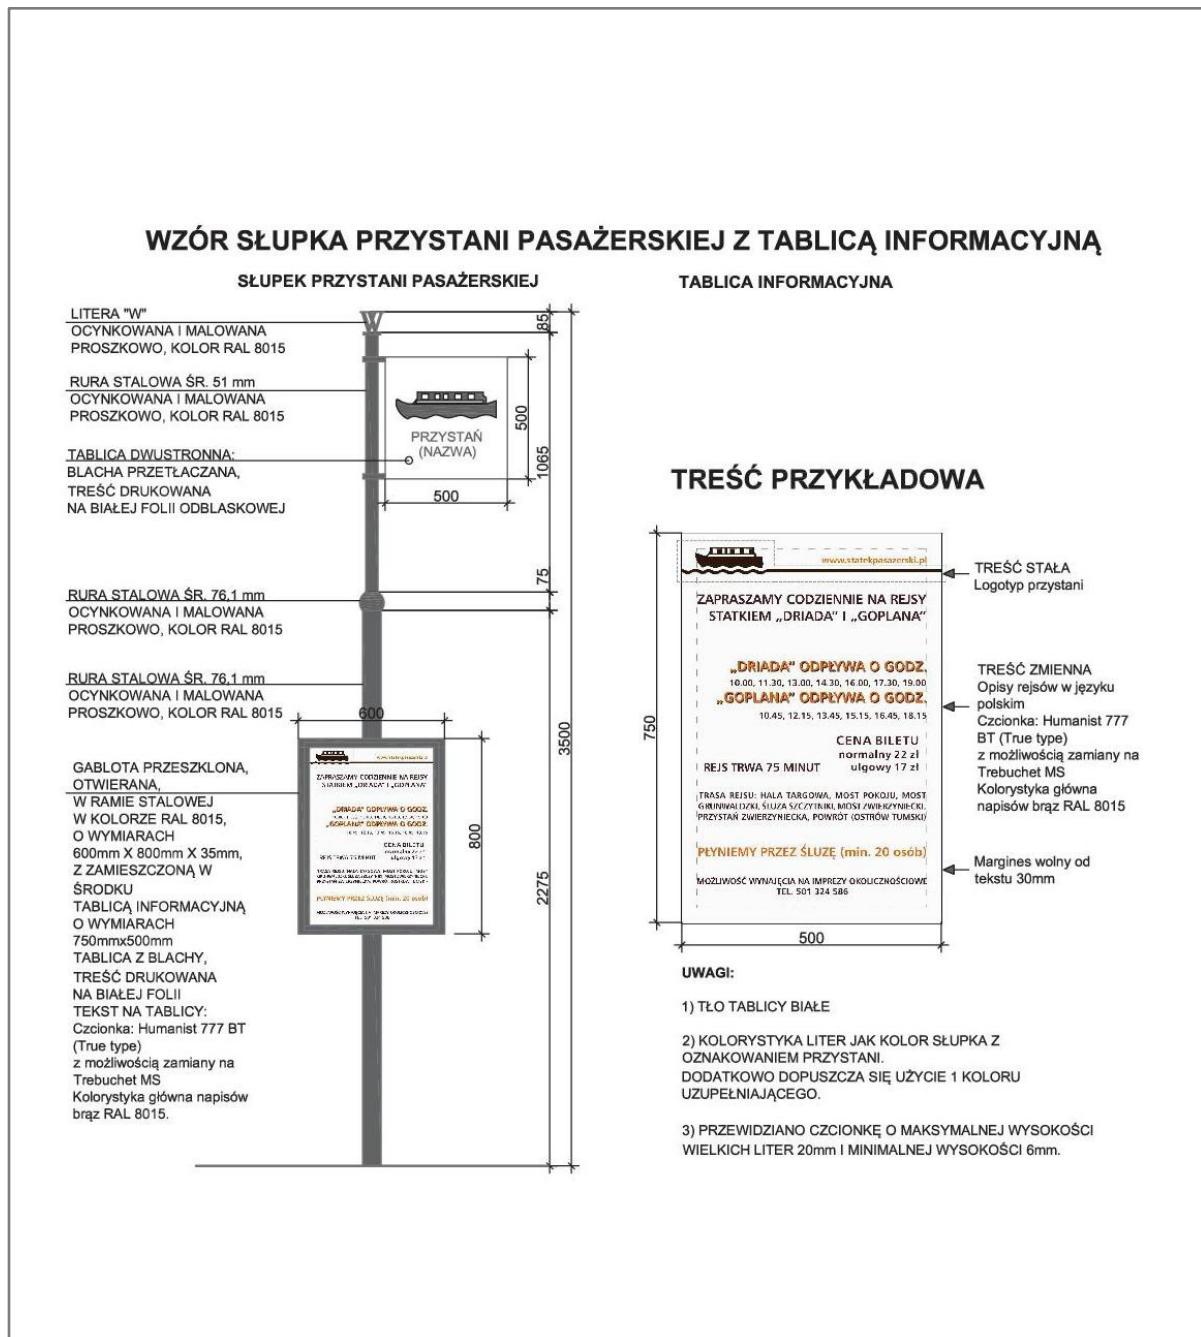 WZÓR SŁUPKA PRZYSTANI PASAŻERSKIEJ Z TABLICĄ INFORMACYJNĄ
SŁUPEK PRZYSTANI PASAŻERSKIEJ
LITERA "W"
OCYNKOWANA I MALOWANA
PROSZKOWO, KOLOR RAL 8015
RURA STALOWA ŚR. 51 mm
OCYNKOWANA I MALOWANA
PROSZKOWO, KOLOR RAL 8015
TABLICA DWUSTRONNA:
BLACHA PRZETŁACZANA,
TREŚĆ DRUKOWANA
NA BIAŁEJ FOLII ODBLASKOWEJ
RURA STALOWA ŚR. 76,1 mm
OCYNKOWANA I MALOWANA
PROSZKOWO, KOLOR RAL 8015
RURA STALOWA ŚR. 76,1 mm
OCYNKOWANA I MALOWANA
PROSZKOWO, KOLOR RAL 8015
GABLOTA PRZESZKLONA,
OTWIERANA,
W RAMIE STALOWEJ
W KOLORZE RAL 8015,
O WYMIARACH
600mm X 800mm X 35mm,
Z ZAMIESZCZONĄ W
ŚRODKU
TABLICĄ INFORMACYJNĄ
O WYMIARACH
750mmx500mm
TABLICA Z BLACHY,
TREŚĆ DRUKOWANA
NA BIAŁEJ FOLII
TEKST NA TABLICY:
Czcionka: Humanist 777 BT
(True type)
z możliwością zamiany na
Trebuchet MS
Kolorystyka główna napisów
brąz RAL 8015.
PRZYSTAŃ
(NAZWA)
500
500
85
1065
75
3500
2275
600
800
ZAPRASZAMY CODZIENNIE NA REJSY
STATKIEM „DRIADA" I „GOPLANA"
„DRIADA" ODPŁYWA O GODZ.
„GOPLANA" ODPŁYWA O GODZ.
CENA BILETU
REJS TRWA 75 MINUT
PŁYNIEMY PRZEZ ŚLUZĘ (min. 20 osób)
TABLICA INFORMACYJNA
TREŚĆ PRZYKŁADOWA
750
www.statekpasazerski.pl
ZAPRASZAMY CODZIENNIE NA REJSY
STATKIEM „DRIADA" I „GOPLANA"
„DRIADA" ODPŁYWA O GODZ.
10.00, 11.30, 13.00, 14.30, 16.00, 17.30, 19.00
„GOPLANA" ODPŁYWA O GODZ.
10.45, 12.15, 13.45, 15.15, 16.45, 18.15
CENA BILETU
normalny 22 zł
REJS TRWA 75 MINUT ulgowy 17 zł
TRASA REJSU: HALA TARGOWA, MOST POKOJU, MOST
GRUNWALDZKI, ŚLUZA SZCZYTNIKI, MOST ZWIERZYNIECKI,
PRZYSTAŃ ZWIERZYNIECKA, POWRÓT (OSTRÓW TUMSKI)
PŁYNIEMY PRZEZ ŚLUZĘ (min. 20 osób)
MOŻLIWOŚĆ WYNAJĘCIA NA IMPREZY OKOLICZNOŚCIOWE
TEL. 501 324 586
500
TREŚĆ STAŁA
Logotyp przystani
TREŚĆ ZMIENNA
Opisy rejsów w języku
polskim
Czcionka: Humanist 777
BT (True type)
z możliwością zamiany na
Trebuchet MS
Kolorystyka główna
napisów brąz RAL 8015
Margines wolny od
tekstu 30mm
UWAGI:
1) TŁO TABLICY BIAŁE
2) KOLORYSTYKA LITER JAK KOLOR SŁUPKA Z
OZNAKOWANIEM PRZYSTANI.
DODATKOWO DOPUSZCZA SIĘ UŻYCIE 1 KOLORU
UZUPEŁNIAJĄCEGO.
3) PRZEWIDZIANO CZCIONKĘ O MAKSYMALNEJ WYSOKOŚCI
WIELKICH LITER 20mm I MINIMALNEJ WYSOKOŚCI 6mm.